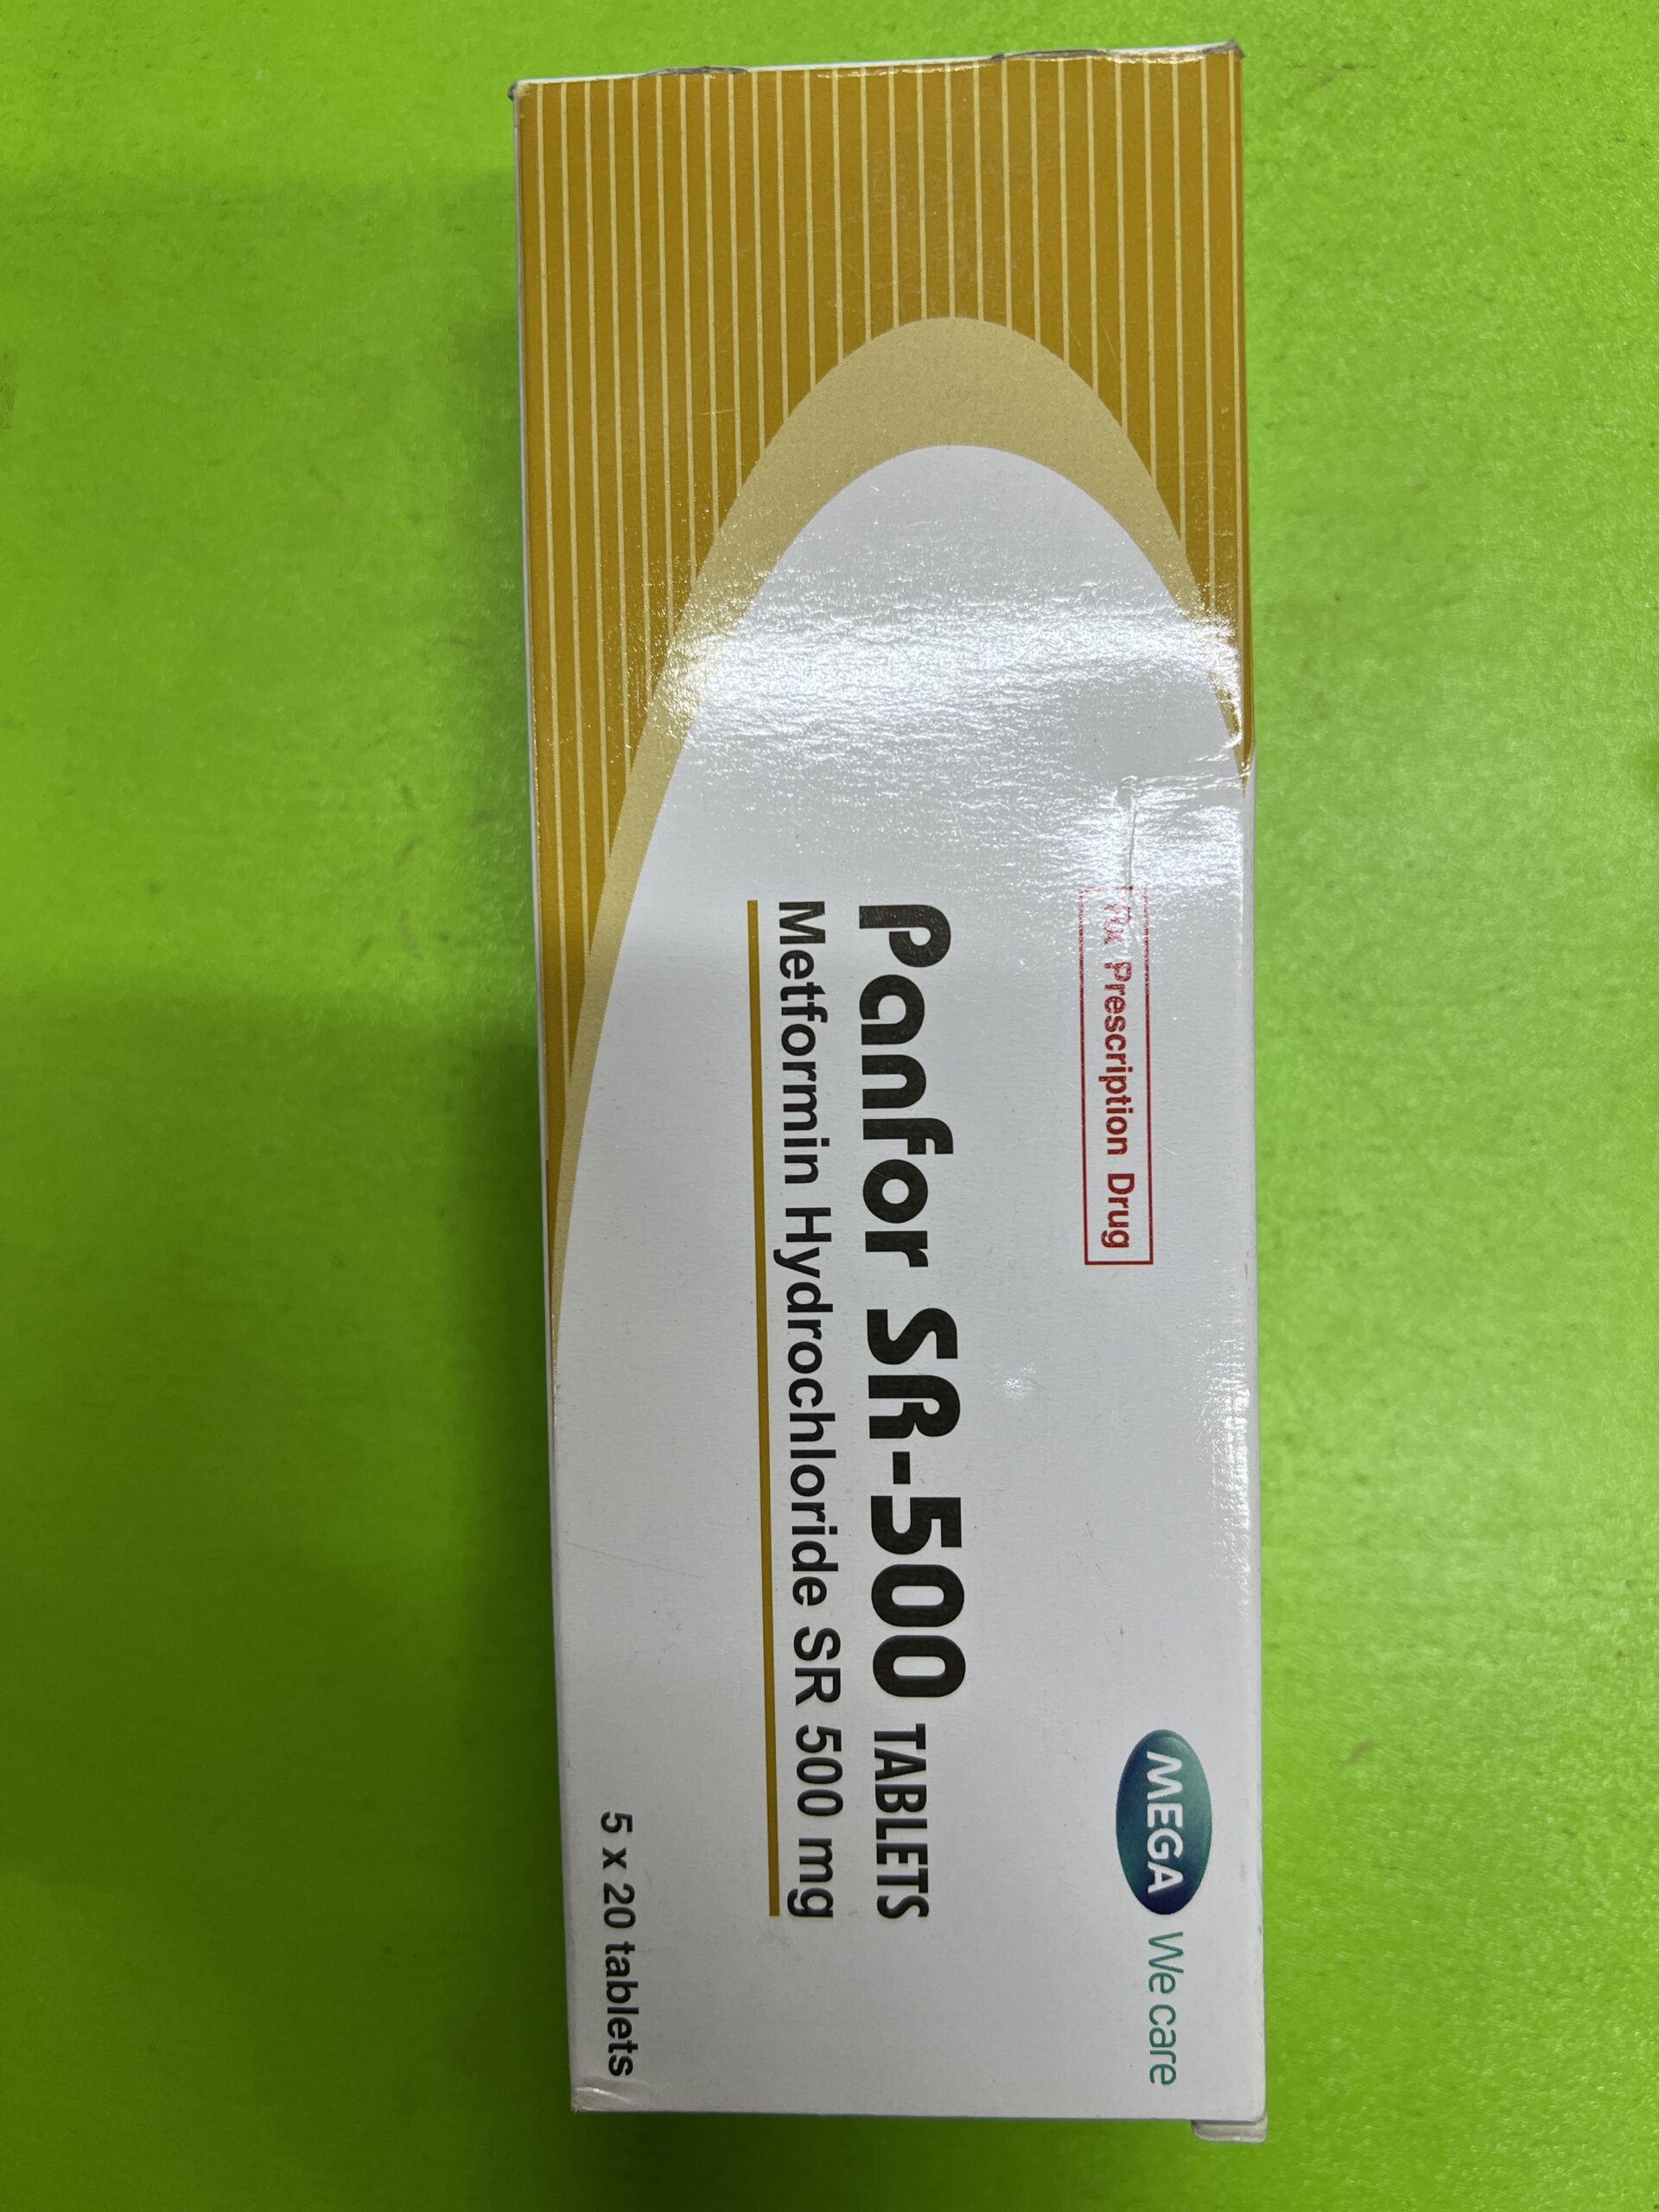 Rx Prescription Drug
MEGA We care
Panfor SR-500 TABLETS
Metformin Hydrochloride SR 500 mg
5 x 20 tablets